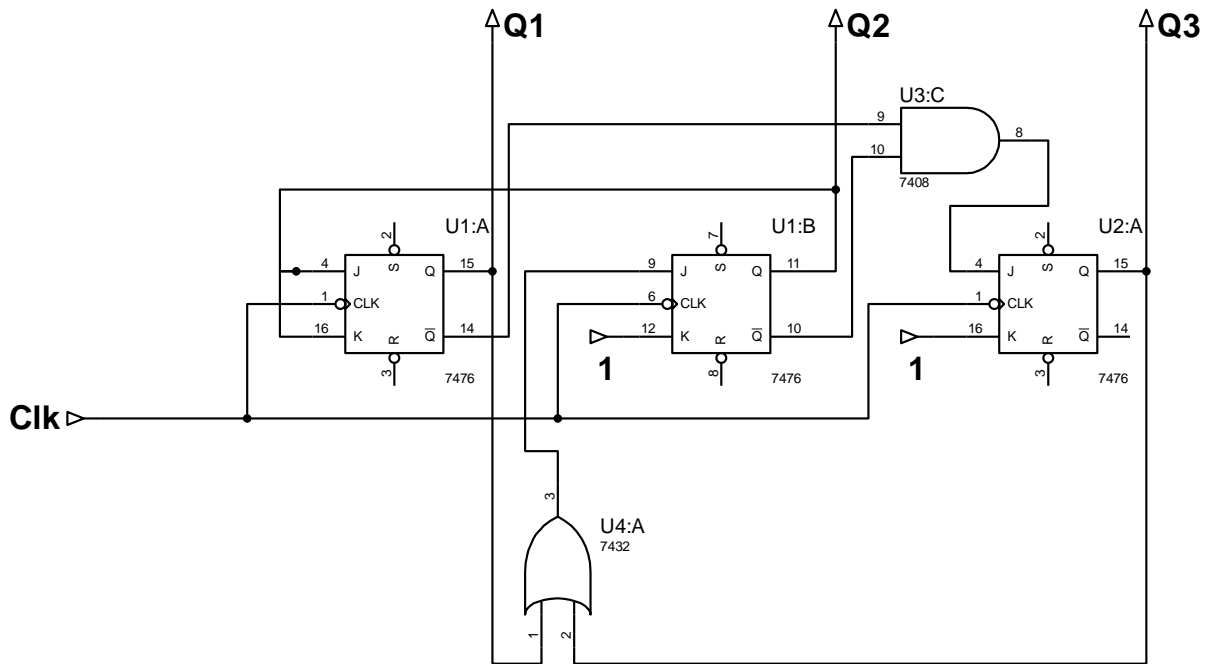 Q1
Q2
Q3
U3:C
9
8
10
7408
U1:A
U1:B
U2:A
2
7
2
4
J
S
Q
15
9
J
S
Q
11
4
J
S
Q
15
1
CLK
6
CLK
1
CLK
16
K
R
Q
14
12
K
R
Q
10
16
K
R
Q
14
1
1
3
7476
8
7476
3
7476
Clk
3
U4:A
7432
1
2